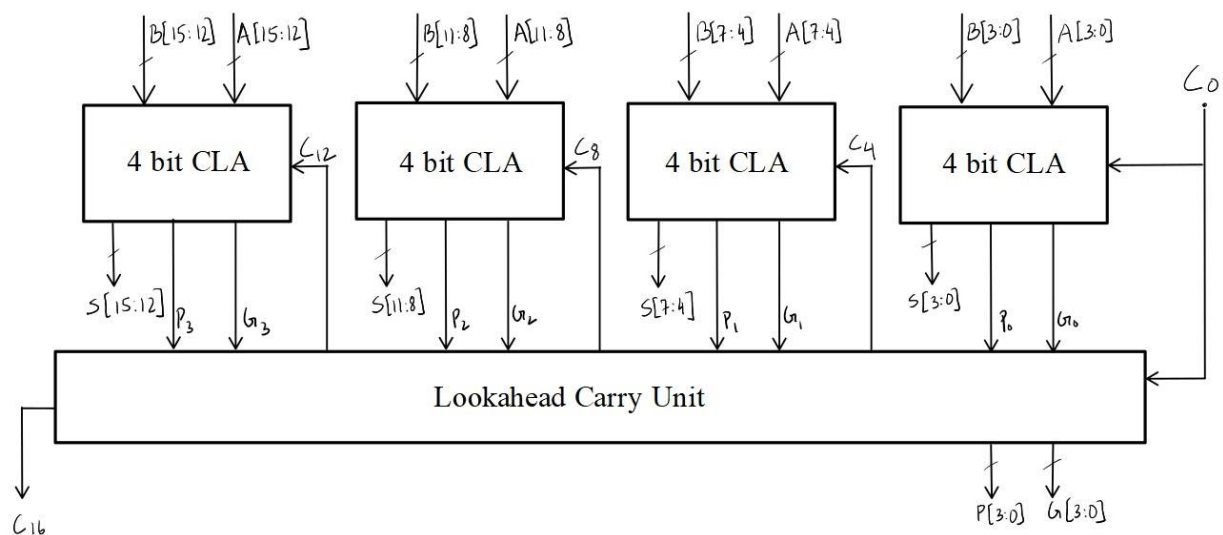 B[15:12] A[15:12] B[11:8] A[11:8] B[7:4] A[7:4] B[3:0] A[3:0]
C0
4 bit CLA C12 4 bit CLA C8 4 bit CLA C4 4 bit CLA
S[15:12] P3 G3 S[11:8] P2 G2 S[7:4] P1 G1 S[3:0] P0 G0
Lookahead Carry Unit
C16 P[3:0] G[3:0]